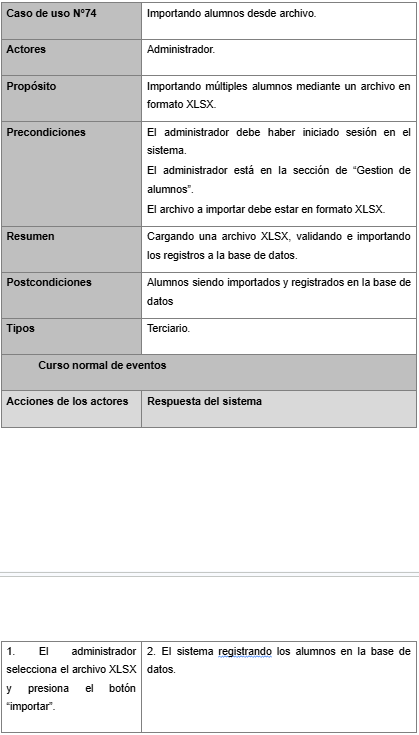 Caso de uso Nº74
Importando alumnos desde archivo.
Actores
Administrador.
Propósito
Importando múltiples alumnos mediante un archivo en
formato XLSX.
Precondiciones
El administrador debe haber iniciado sesión en el
sistema.
El administrador está en la sección de “Gestion de
alumnos”.
El archivo a importar debe estar en formato XLSX.
Resumen
Cargando una archivo XLSX, validando e importando
los registros a la base de datos.
Postcondiciones
Alumnos siendo importados y registrados en la base de
datos
Tipos
Terciario.
Curso normal de eventos
Acciones de los actores
Respuesta del sistema
1. El administrador
selecciona el archivo XLSX
y presiona el botón
“importar”.
2. El sistema registrando los alumnos en la base de
datos.